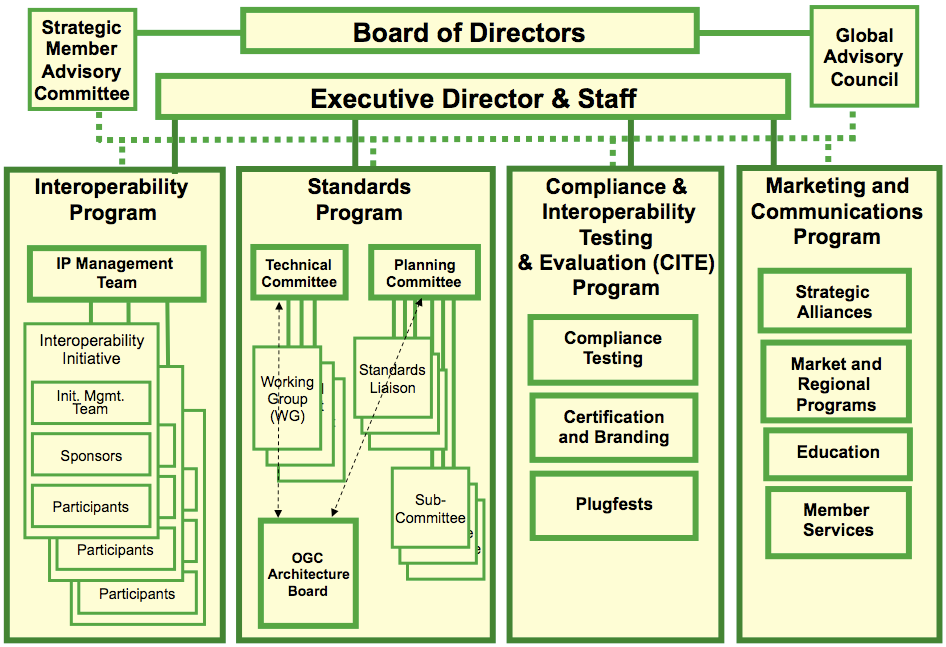 Strategic
Member
Advisory
Committee
Board of Directors
Global
Advisory
Council
Executive Director & Staff
Interoperability
Program
IP Management
Team
Interoperability
Initiative
Init. Mgmt.
Team
Sponsors
Participants
Participants
Participants
Standards
Program
Technical
Committee
Planning
Committee
Working
Group
(WG)
Standards
Liaison
Sub-
Committee
OGC
Architecture
Board
Compliance &
Interoperability
Testing
& Evaluation (CITE)
Program
Compliance
Testing
Certification
and Branding
Plugfests
Marketing and
Communications
Program
Strategic
Alliances
Market and
Regional
Programs
Education
Member
Services